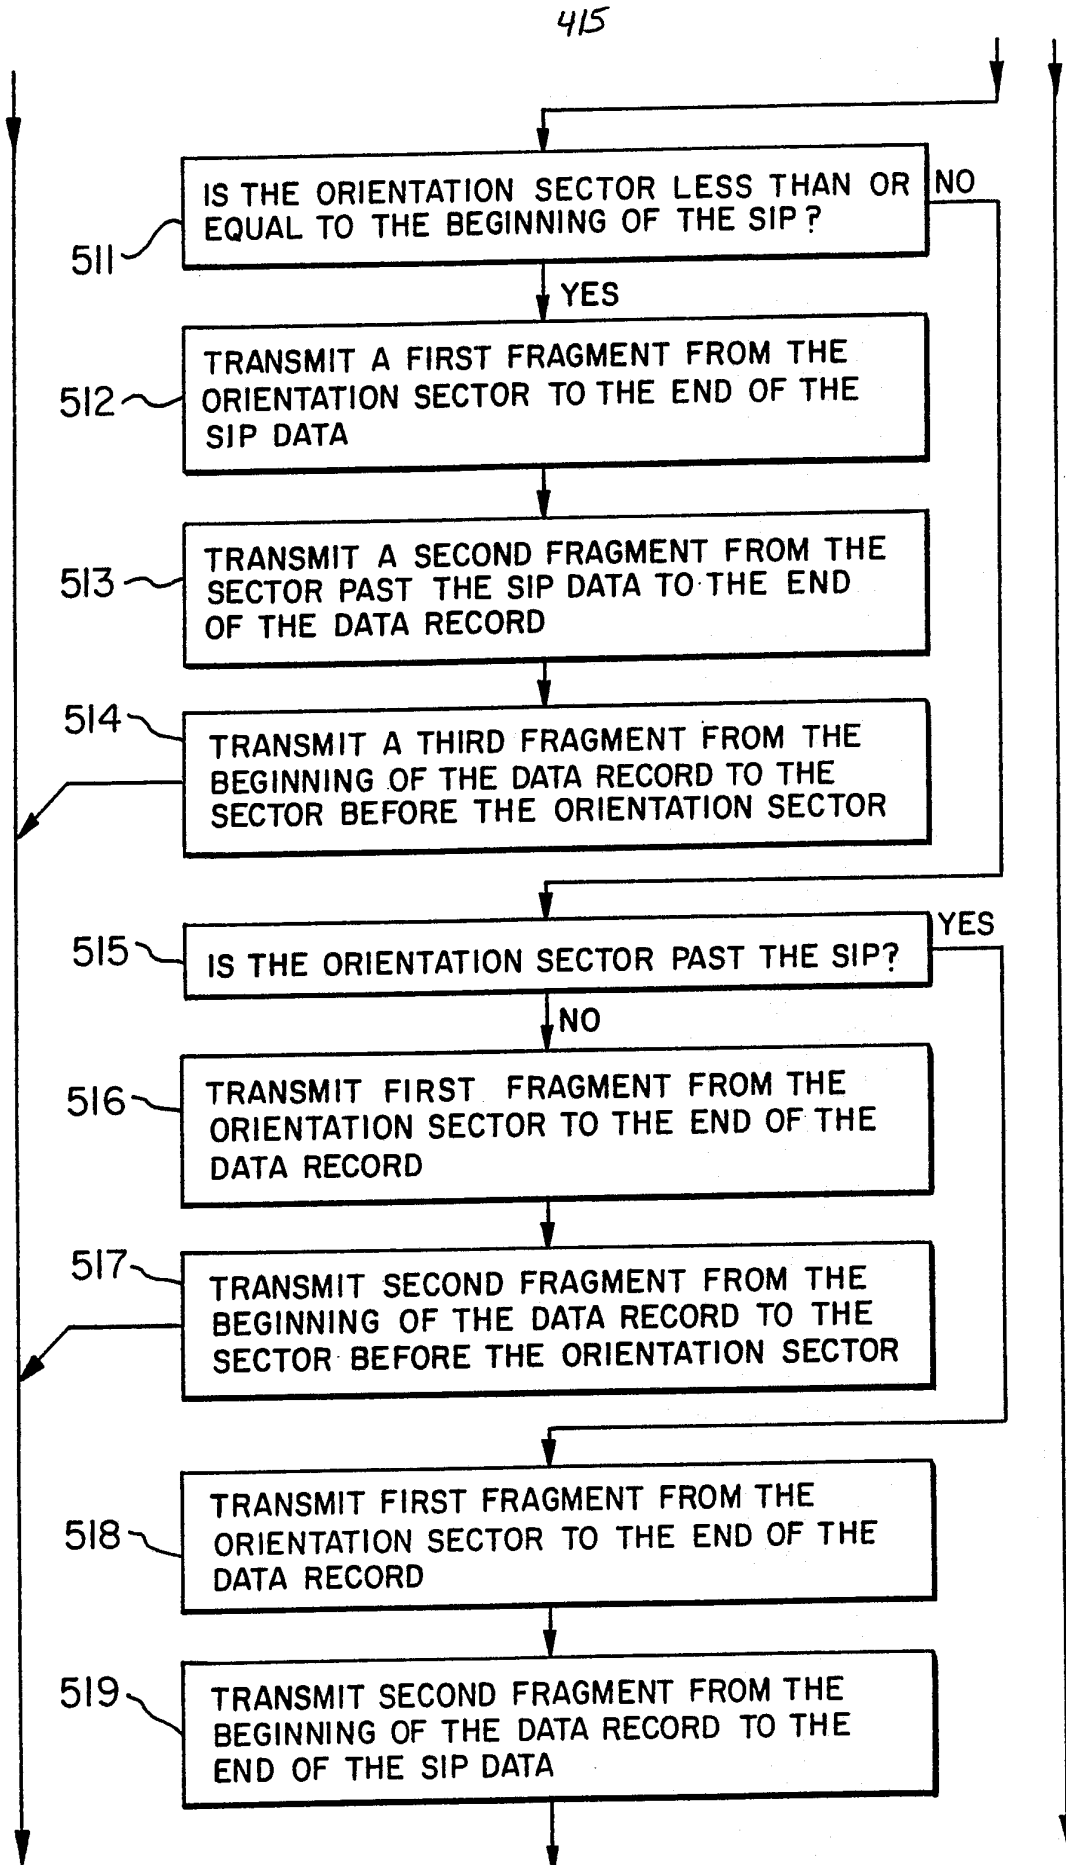 415
IS THE ORIENTATION SECTOR LESS THAN OR
EQUAL TO THE BEGINNING OF THE SIP?
NO
511
YES
TRANSMIT A FIRST FRAGMENT FROM THE
ORIENTATION SECTOR TO THE END OF THE
SIP DATA
512
TRANSMIT A SECOND FRAGMENT FROM THE
SECTOR PAST THE SIP DATA TO THE END
OF THE DATA RECORD
513
514
TRANSMIT A THIRD FRAGMENT FROM THE
BEGINNING OF THE DATA RECORD TO THE
SECTOR BEFORE THE ORIENTATION SECTOR
YES
515
IS THE ORIENTATION SECTOR PAST THE SIP?
NO
516
TRANSMIT FIRST FRAGMENT FROM THE
ORIENTATION SECTOR TO THE END OF THE
DATA RECORD
517
TRANSMIT SECOND FRAGMENT FROM THE
BEGINNING OF THE DATA RECORD TO THE
SECTOR BEFORE THE ORIENTATION SECTOR
518
TRANSMIT FIRST FRAGMENT FROM THE
ORIENTATION SECTOR TO THE END OF THE
DATA RECORD
519
TRANSMIT SECOND FRAGMENT FROM THE
BEGINNING OF THE DATA RECORD TO THE
END OF THE SIP DATA